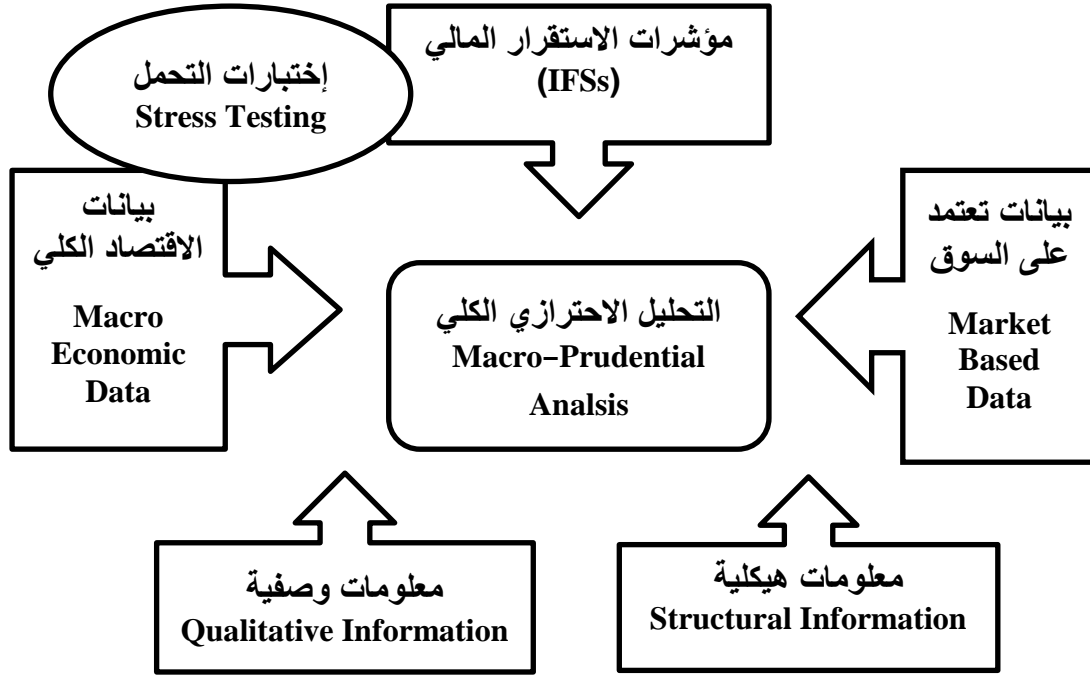 مؤشرات الاستقرار المالي
(IFSs)
إختبارات التحمل
Stress Testing
بيانات تعتمد
على السوق
Market
Based
Data
بيانات
الاقتصاد الكلي
Macro
Economic
Data
التحليل الاحترازي الكلي
Macro-Prudential
Analsis
معلومات هيكلية
Structural Information
معلومات وصفية
Qualitative Information